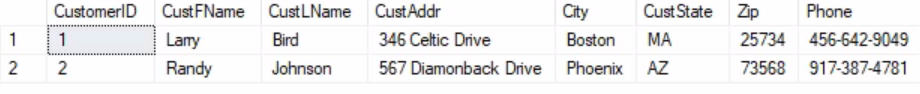 CustomerID CustFName CustLName CustAddr City CustState Zip Phone
1 1 Larry Bird 346 Celtic Drive Boston MA 25734 456-642-9049
2 2 Randy Johnson 567 Diamonback Drive Phoenix AZ 73568 917-387-4781